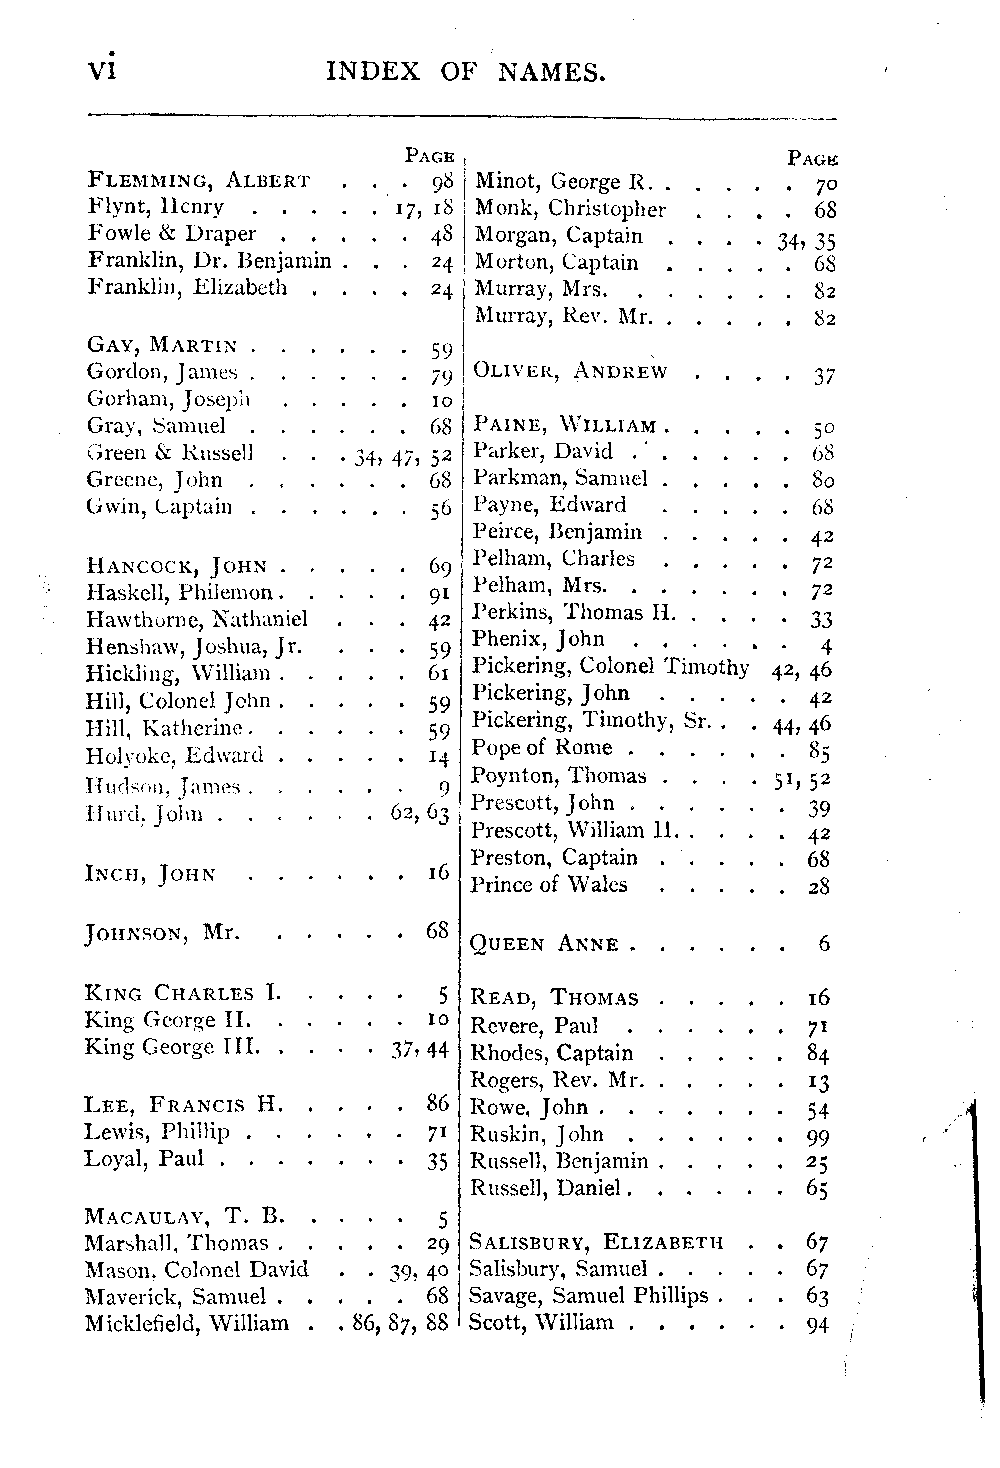 vi INDEX OF NAMES.
PAGE
FLEMMING, ALBERT . . . 98
Flynt, Henry . . . . . 17, 18
Fowle & Draper . . . . . 48
Franklin, Dr. Benjamin . . . 24
Franklin, Elizabeth . . . . 24
GAY, MARTIN . . . . . . 59
Gordon, James . . . . . . 79
Gorham, Joseph . . . . . 10
Gray, Samuel . . . . . . 68
Green & Russell . . . 34, 47, 52
Greene, John . . . . . . 68
Gwin, Captain . . . . . . 56
HANCOCK, JOHN . . . . . 69
Haskell, Philemon . . . . . 91
Hawthorne, Nathaniel . . . 42
Henshaw, Joshua, Jr. . . . 59
Hickling, William . . . . . 61
Hill, Colonel John . . . . . 59
Hill, Katherine . . . . . . 59
Holyoke, Edward . . . . . 14
Hudson, James . . . . . . 9
Hurd, John . . . . . . 62, 63
INCH, JOHN . . . . . . 16
JOHNSON, Mr. . . . . . 68
KING CHARLES I. . . . . 5
King George II. . . . . . 10
King George III. . . . . 37, 44
LEE, FRANCIS H. . . . . 86
Lewis, Phillip . . . . . . 71
Loyal, Paul . . . . . . . 35
MACAULAY, T. B. . . . . 5
Marshall, Thomas . . . . . 29
Mason, Colonel David . . 39, 40
Maverick, Samuel . . . . . 68
Micklefield, William . . 86, 87, 88
PAGE
Minot, George R. . . . . . 70
Monk, Christopher . . . . 68
Morgan, Captain . . . . 34, 35
Morton, Captain . . . . . 68
Murray, Mrs. . . . . . . 82
Murray, Rev. Mr. . . . . . 82
OLIVER, ANDREW . . . . 37
PAINE, WILLIAM . . . . . 50
Parker, David . . . . . . 68
Parkman, Samuel . . . . . 80
Payne, Edward . . . . . 68
Peirce, Benjamin . . . . . 42
Pelham, Charles . . . . . 72
Pelham, Mrs. . . . . . . 72
Perkins, Thomas H. . . . . 33
Phenix, John . . . . . . 4
Pickering, Colonel Timothy 42, 46
Pickering, John . . . . . 42
Pickering, Timothy, Sr. . . 44, 46
Pope of Rome . . . . . . 85
Poynton, Thomas . . . . 51, 52
Prescott, John . . . . . . 39
Prescott, William H. . . . . 42
Preston, Captain . . . . . 68
Prince of Wales . . . . . 28
QUEEN ANNE . . . . . . 6
READ, THOMAS . . . . . 16
Revere, Paul . . . . . . 71
Rhodes, Captain . . . . . 84
Rogers, Rev. Mr. . . . . . 13
Rowe, John . . . . . . . 54
Ruskin, John . . . . . . 99
Russell, Benjamin . . . . . 25
Russell, Daniel . . . . . . 65
SALISBURY, ELIZABETH . . 67
Salisbury, Samuel . . . . . 67
Savage, Samuel Phillips . . . 63
Scott, William . . . . . . 94